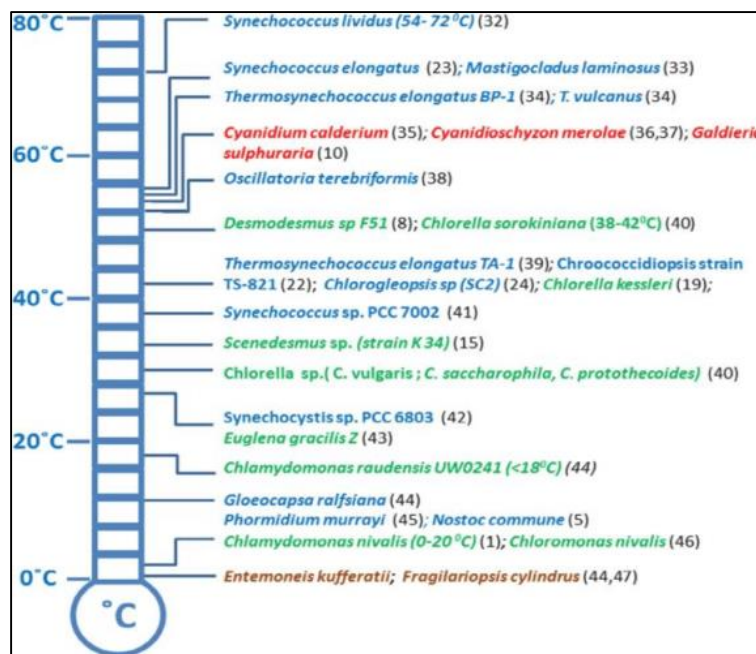 80°C
Synechococcus lividus (54- 72 ⁰C) (32)
Synechococcus elongatus (23); Mastigocladus laminosus (33)
Thermosynechococcus elongatus BP-1 (34); T. vulcanus (34)
Cyanidium calderium (35); Cyanidioschyzon merolae (36,37); Galdieria
sulphuraria (10)
60°C
Oscillatoria terebriformis (38)
Desmodesmus sp F51 (8); Chlorella sorokiniana (38-42⁰C) (40)
Thermosynechococcus elongatus TA-1 (39); Chroococcidiopsis strain
TS-821 (22); Chlorogleopsis sp (SC2) (24); Chlorella kessleri (19);
40°C
Synechococcus sp. PCC 7002 (41)
Scenedesmus sp. (strain K 34) (15)
Chlorella sp.( C. vulgaris ; C. saccharophila, C. protothecoides) (40)
Synechocystis sp. PCC 6803 (42)
20°C
Euglena gracilis Z (43)
Chlamydomonas raudensis UW0241 (<18⁰C) (44)
Gloeocapsa ralfsiana (44)
Phormidium murrayi (45); Nostoc commune (5)
Chlamydomonas nivalis (0-20 ⁰C) (1); Chloromonas nivalis (46)
0°C
Entemoneis kufferatii; Fragilariopsis cylindrus (44,47)
°C